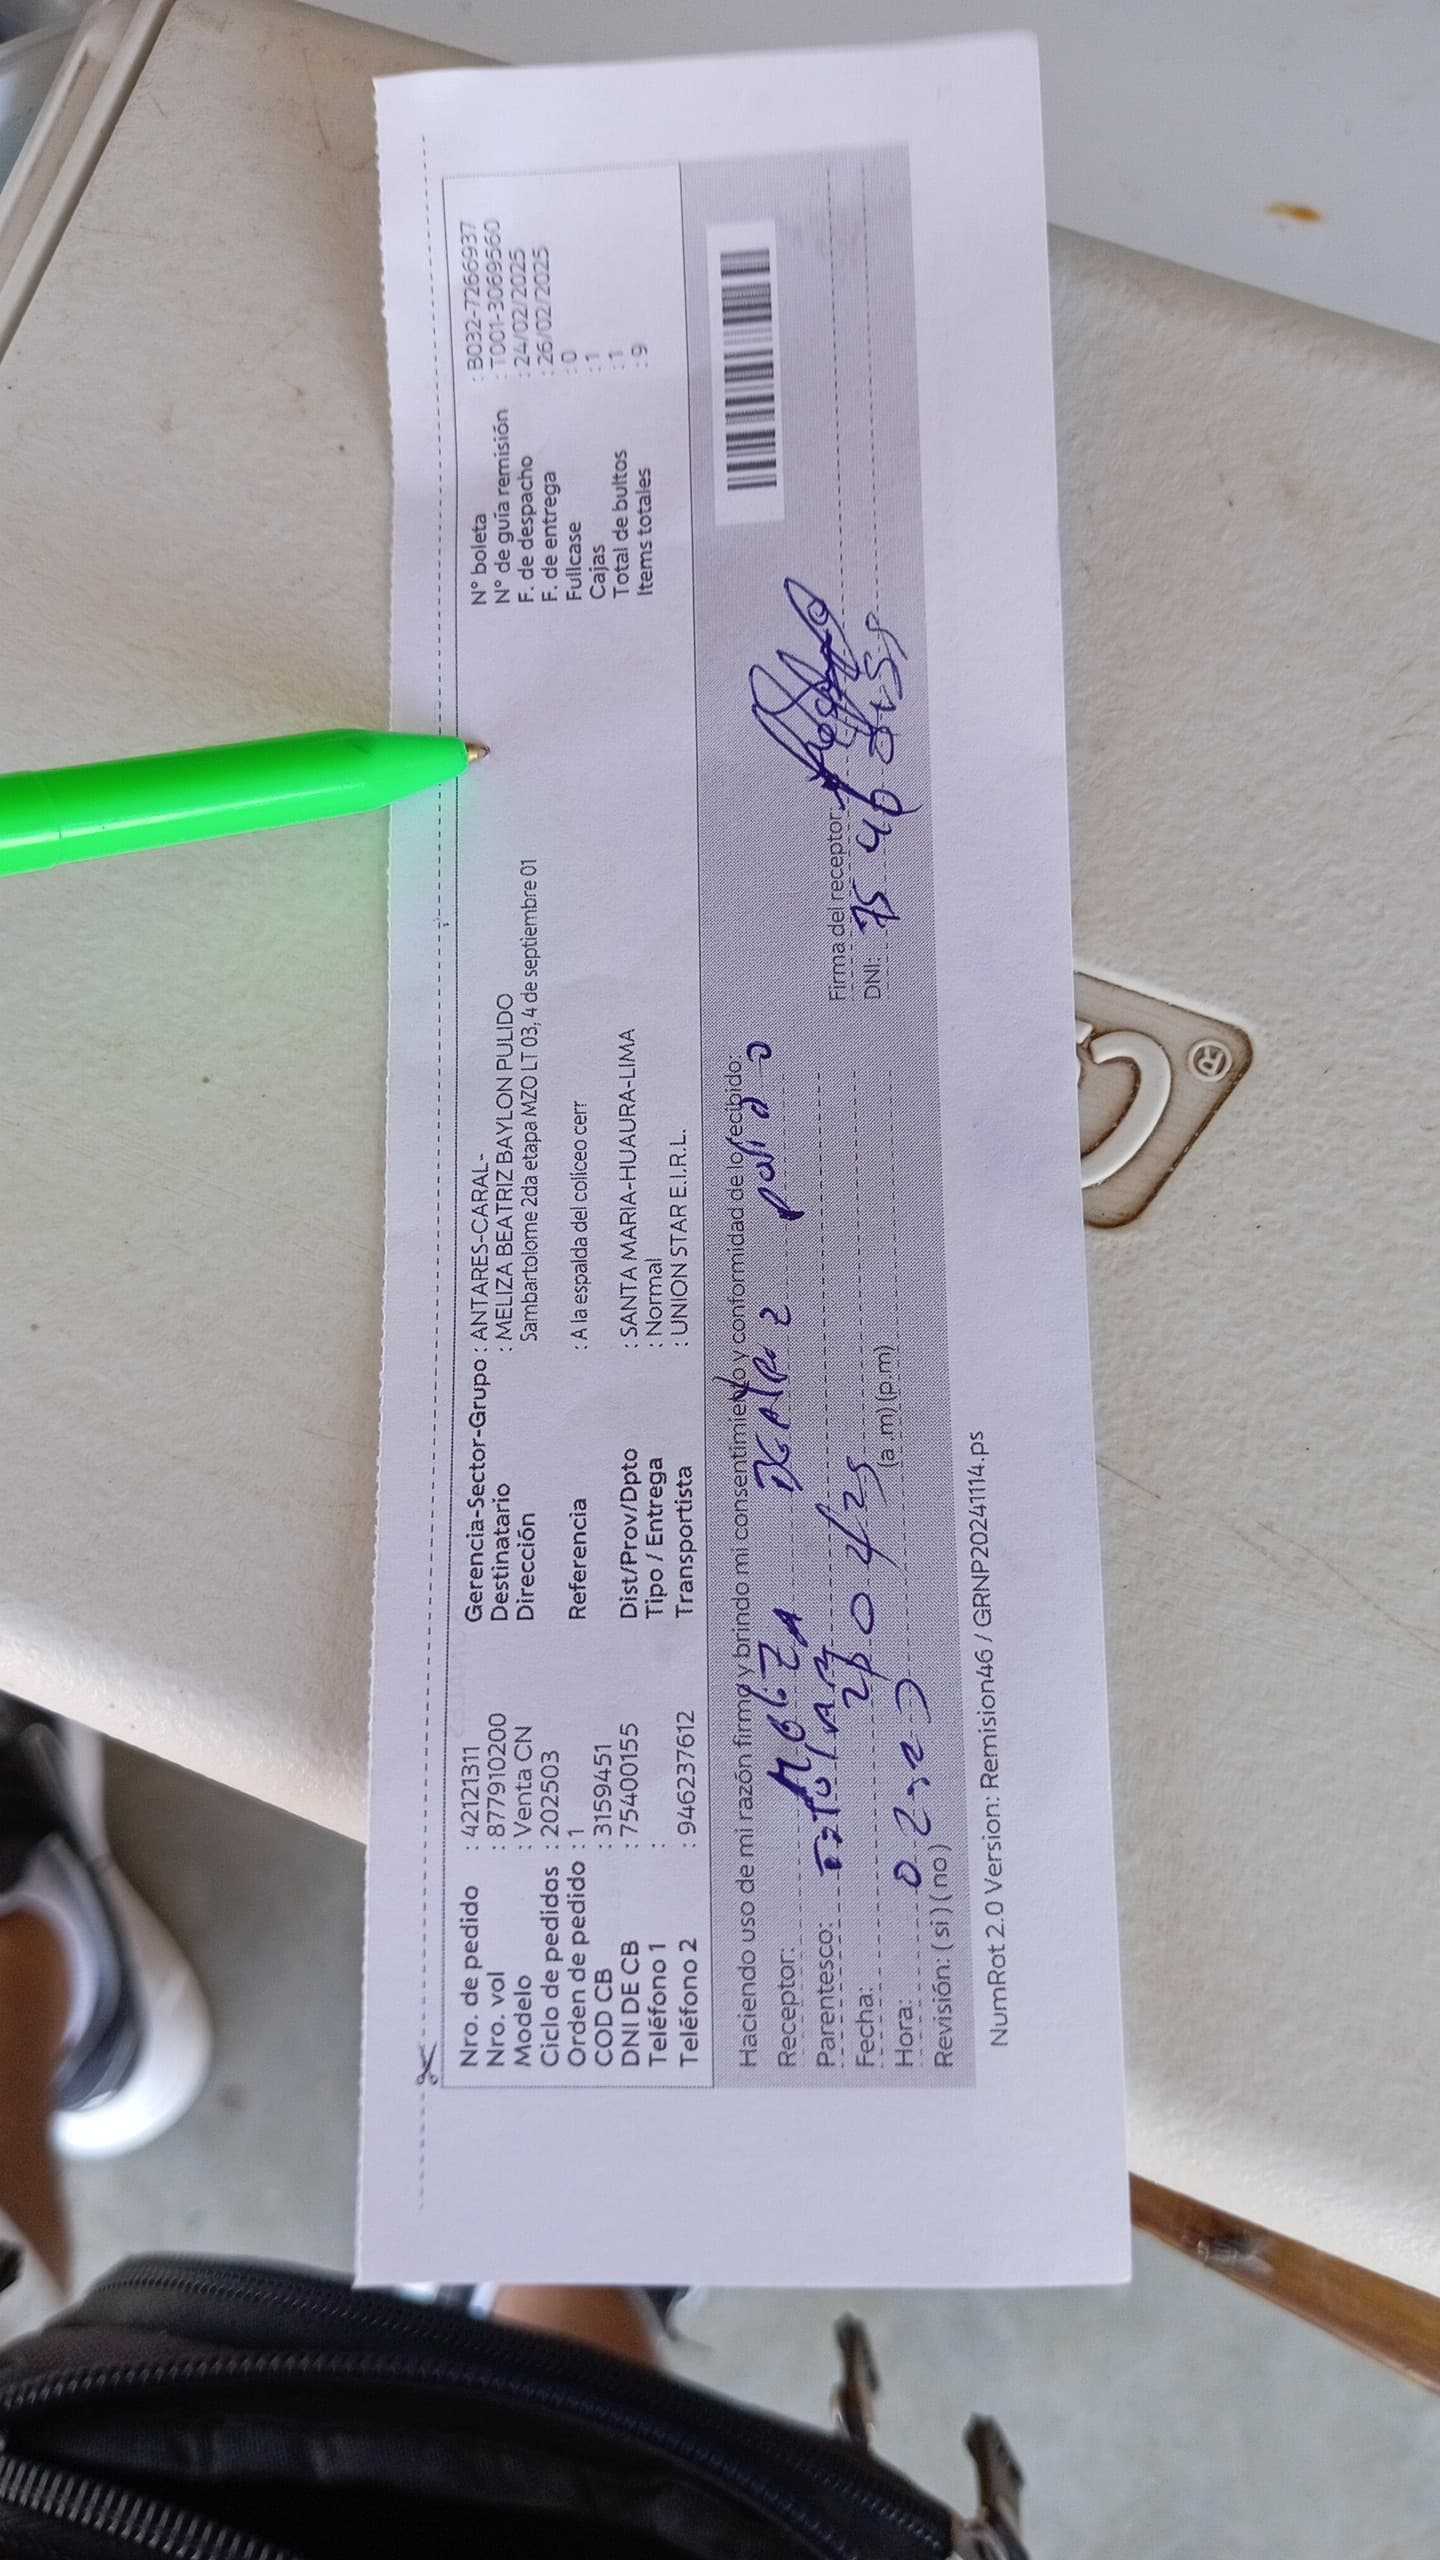 Nro. de pedido : 42121311 Gerencia-Sector-Grupo : ANTARES-CARAL- N° boleta : B032-7266937
Nro. vol : 877910200 Destinatario : MELIZA BEATRIZ BAYLON PULIDO N° de guía remisión : T001-3069560
Modelo : Venta CN Dirección Sambartolome 2da etapa MZO LT 03, 4 de septiembre 01 F. de despacho : 24/02/2025
Ciclo de pedidos : 202503 F. de entrega : 26/02/2025
Orden de pedido : 1 Referencia : A la espalda del coliceo cerr Fullcase : 0
COD CB : 3159451 Cajas : 1
DNI DE CB : 75400155 Dist/Prov/Dpto : SANTA MARIA-HUAURA-LIMA Total de bultos : 1
Teléfono 1 : Tipo / Entrega : Normal Items totales : 9
Teléfono 2 : 946237612 Transportista : UNION STAR E.I.R.L.
Haciendo uso de mi razón firmo y brindo mi consentimiento y conformidad de lo recibido:
Receptor:
Parentesco: Firma del receptor:
Fecha: DNI: 75
Hora: (a .m) (p.m)
Revisión: ( si ) ( no )
NumRot 2.0 Version: Remision46 / GRNP20241114.ps
®